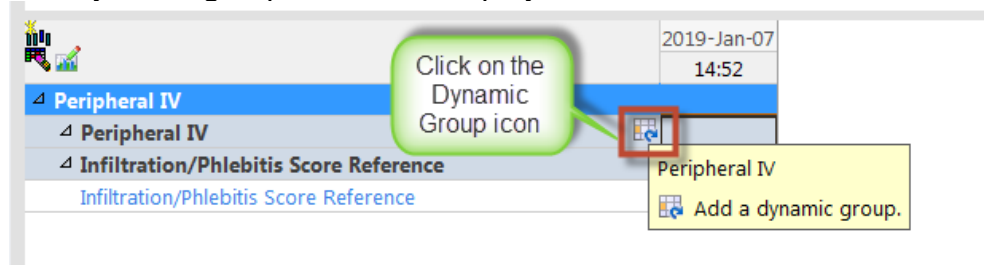 2019-Jan-07
14:52
Click on the
Dynamic
Group icon
Peripheral IV
Peripheral IV
Infiltration/Phlebitis Score Reference
Infiltration/Phlebitis Score Reference
Peripheral IV
Add a dynamic group.